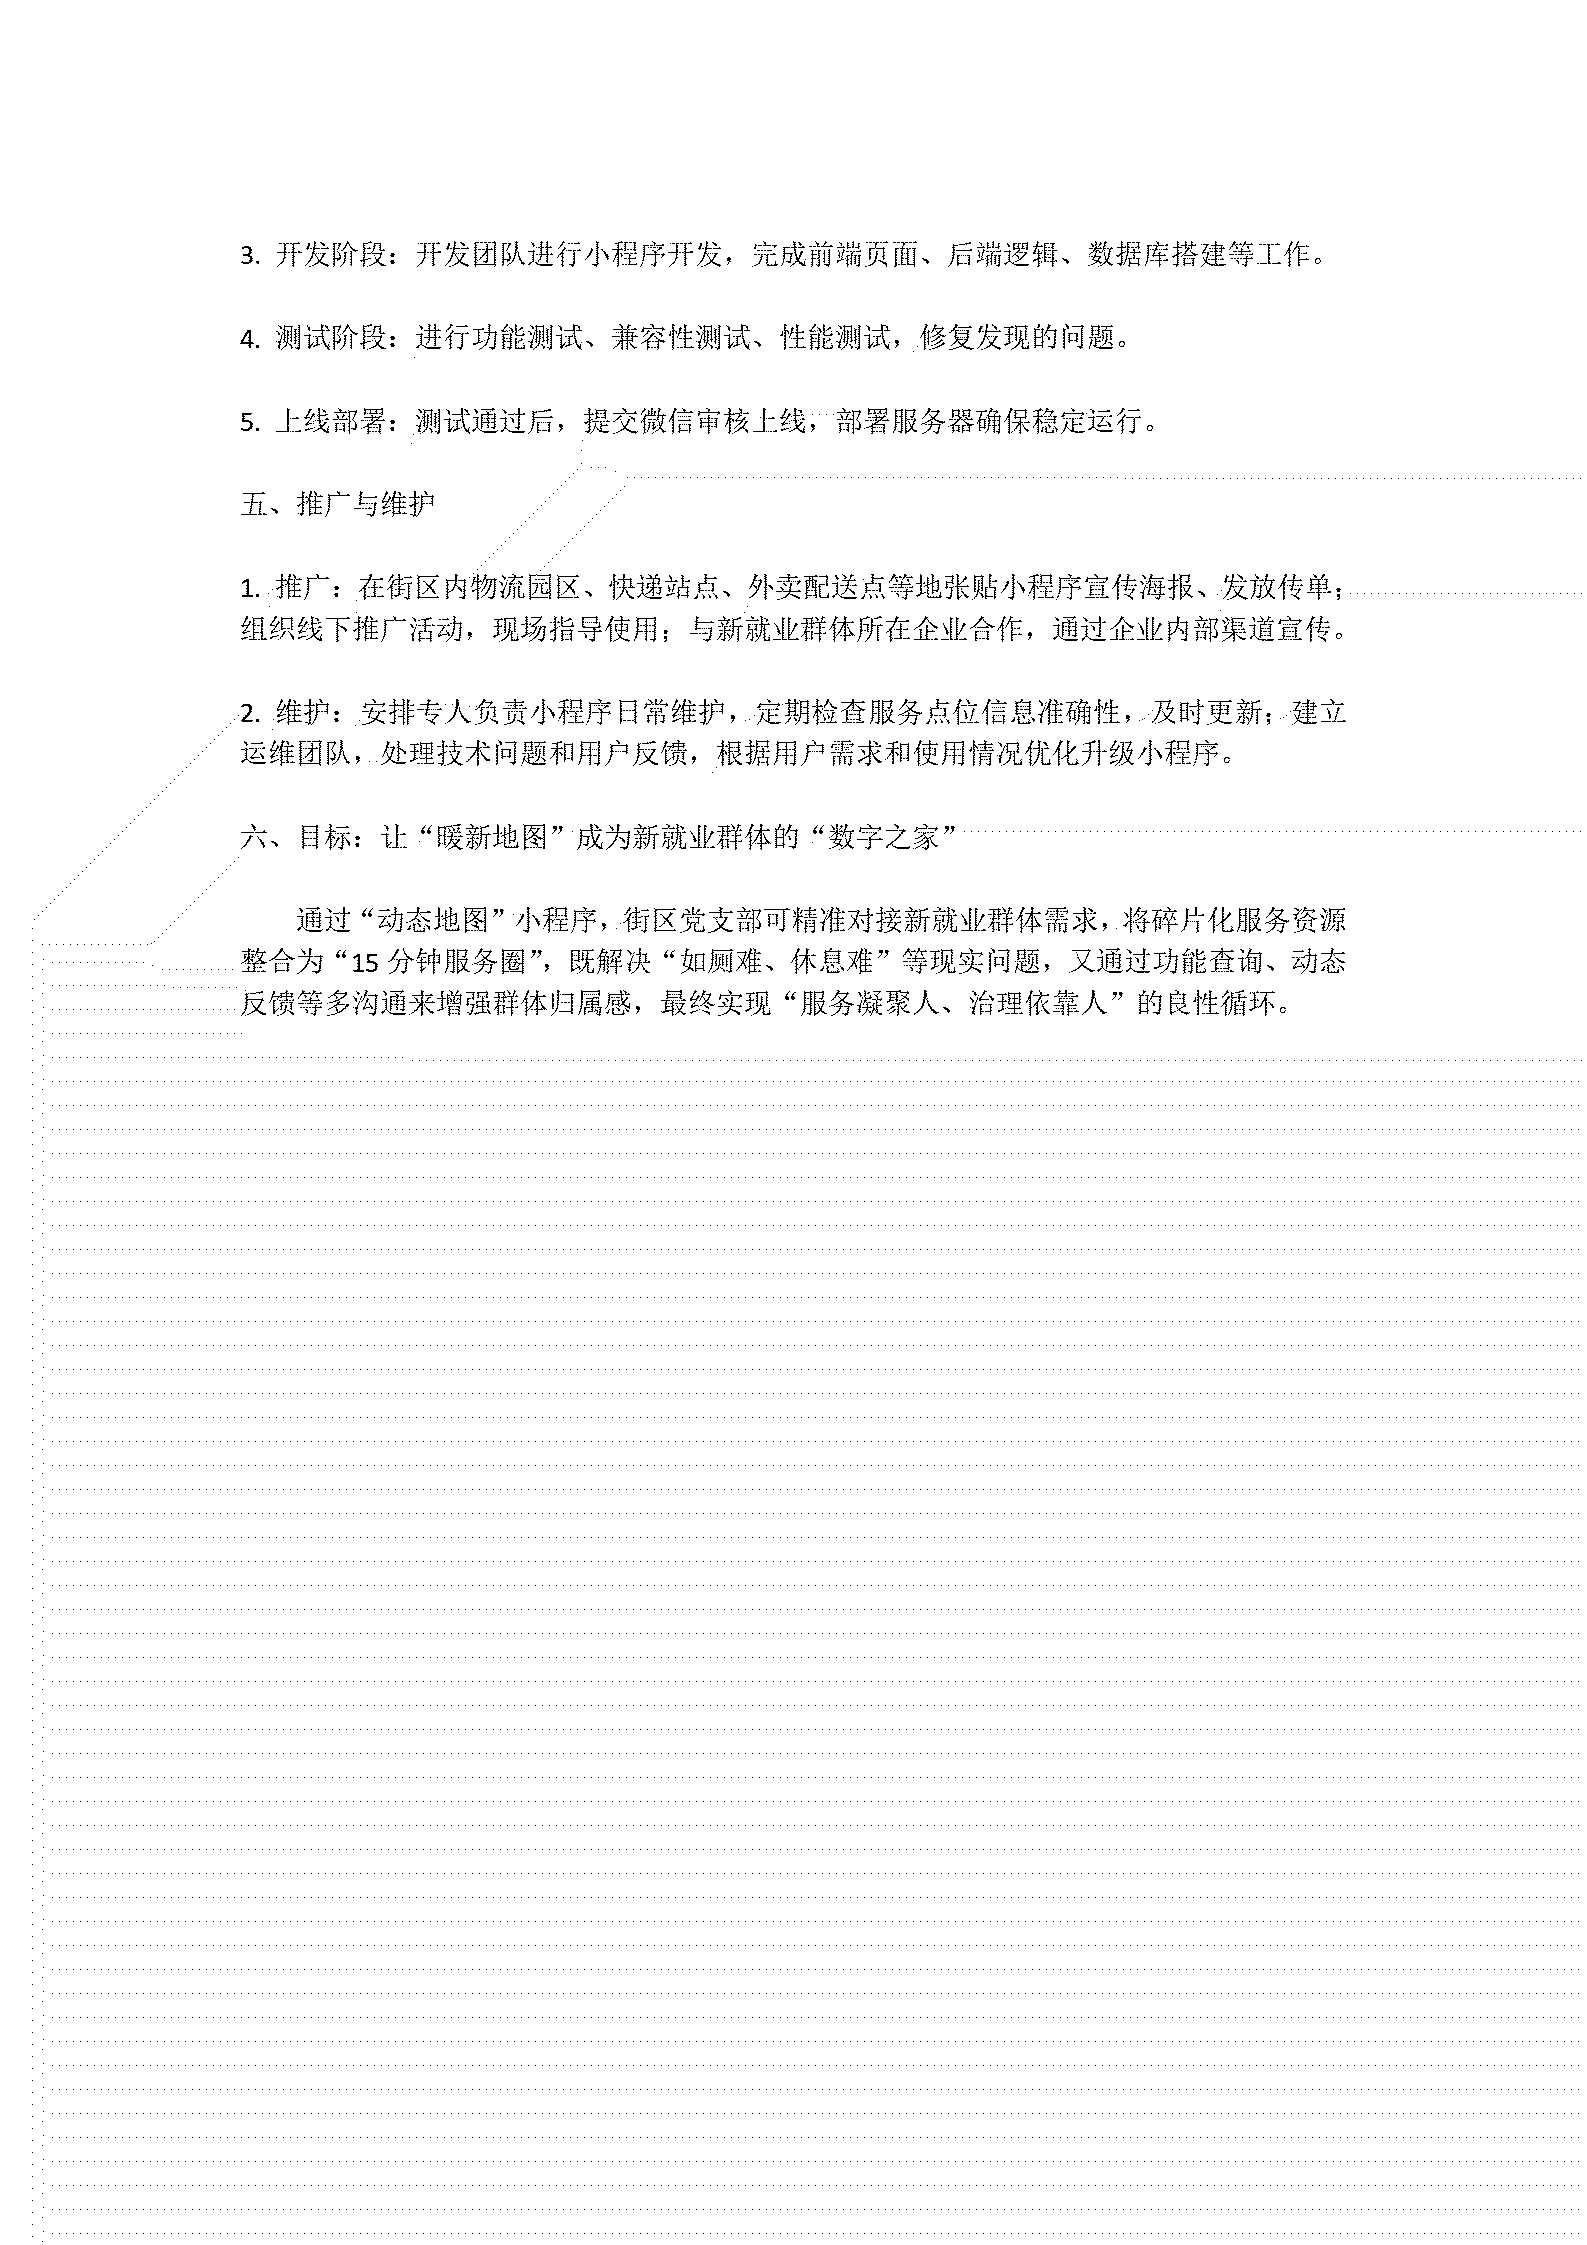 3. 开发阶段：开发团队进行小程序开发，完成前端页面、后端逻辑、数据库搭建等工作。
4. 测试阶段：进行功能测试、兼容性测试、性能测试，修复发现的问题。
5. 上线部署：测试通过后，提交微信审核上线，部署服务器确保稳定运行。
五、推广与维护
1. 推广：在街区内物流园区、快递站点、外卖配送点等地张贴小程序宣传海报、发放传单；
组织线下推广活动，现场指导使用；与新就业群体所在企业合作，通过企业内部渠道宣传。
2. 维护：安排专人负责小程序日常维护，定期检查服务点位信息准确性，及时更新；建立
运维团队，处理技术问题和用户反馈，根据用户需求和使用情况优化升级小程序。
六、目标：让“暖新地图”成为新就业群体的“数字之家”
通过“动态地图”小程序，街区党支部可精准对接新就业群体需求，将碎片化服务资源
整合为“15 分钟服务圈”，既解决“如厕难、休息难”等现实问题，又通过功能查询、动态
反馈等多沟通来增强群体归属感，最终实现“服务凝聚人、治理依靠人”的良性循环。